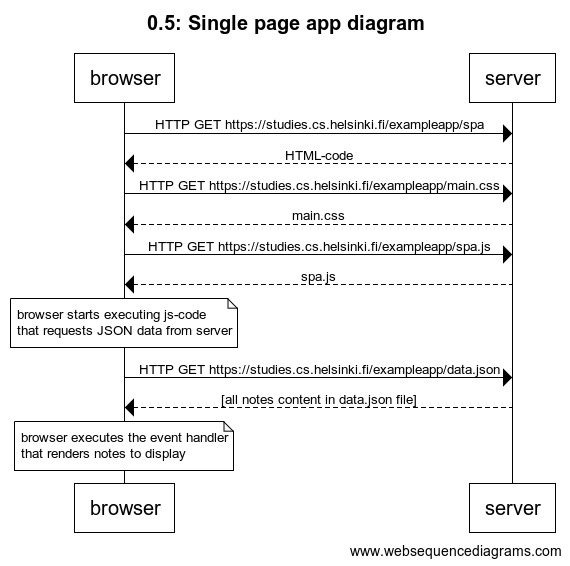 0.5: Single page app diagram
browser
server
HTTP GET https://studies.cs.helsinki.fi/exampleapp/spa
HTML-code
HTTP GET https://studies.cs.helsinki.fi/exampleapp/main.css
main.css
HTTP GET https://studies.cs.helsinki.fi/exampleapp/spa.js
spa.js
browser starts executing js-code
that requests JSON data from server
HTTP GET https://studies.cs.helsinki.fi/exampleapp/data.json
[all notes content in data.json file]
browser executes the event handler
that renders notes to display
browser
server
www.websequencediagrams.com